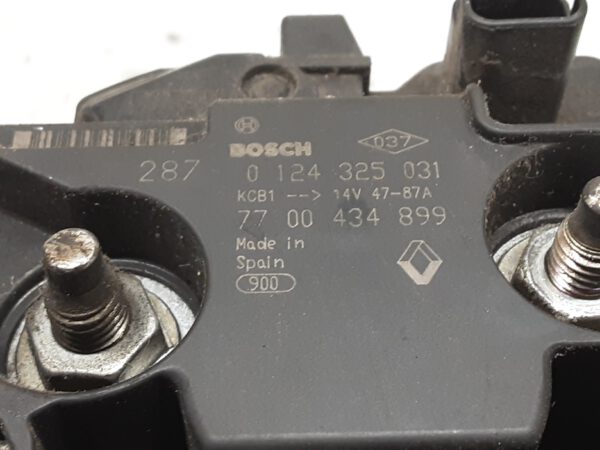 BOSCH
037
287 0 124 325 031
KCB1 --> 14V 47-87A
77 00 434 899
Made in
Spain
900